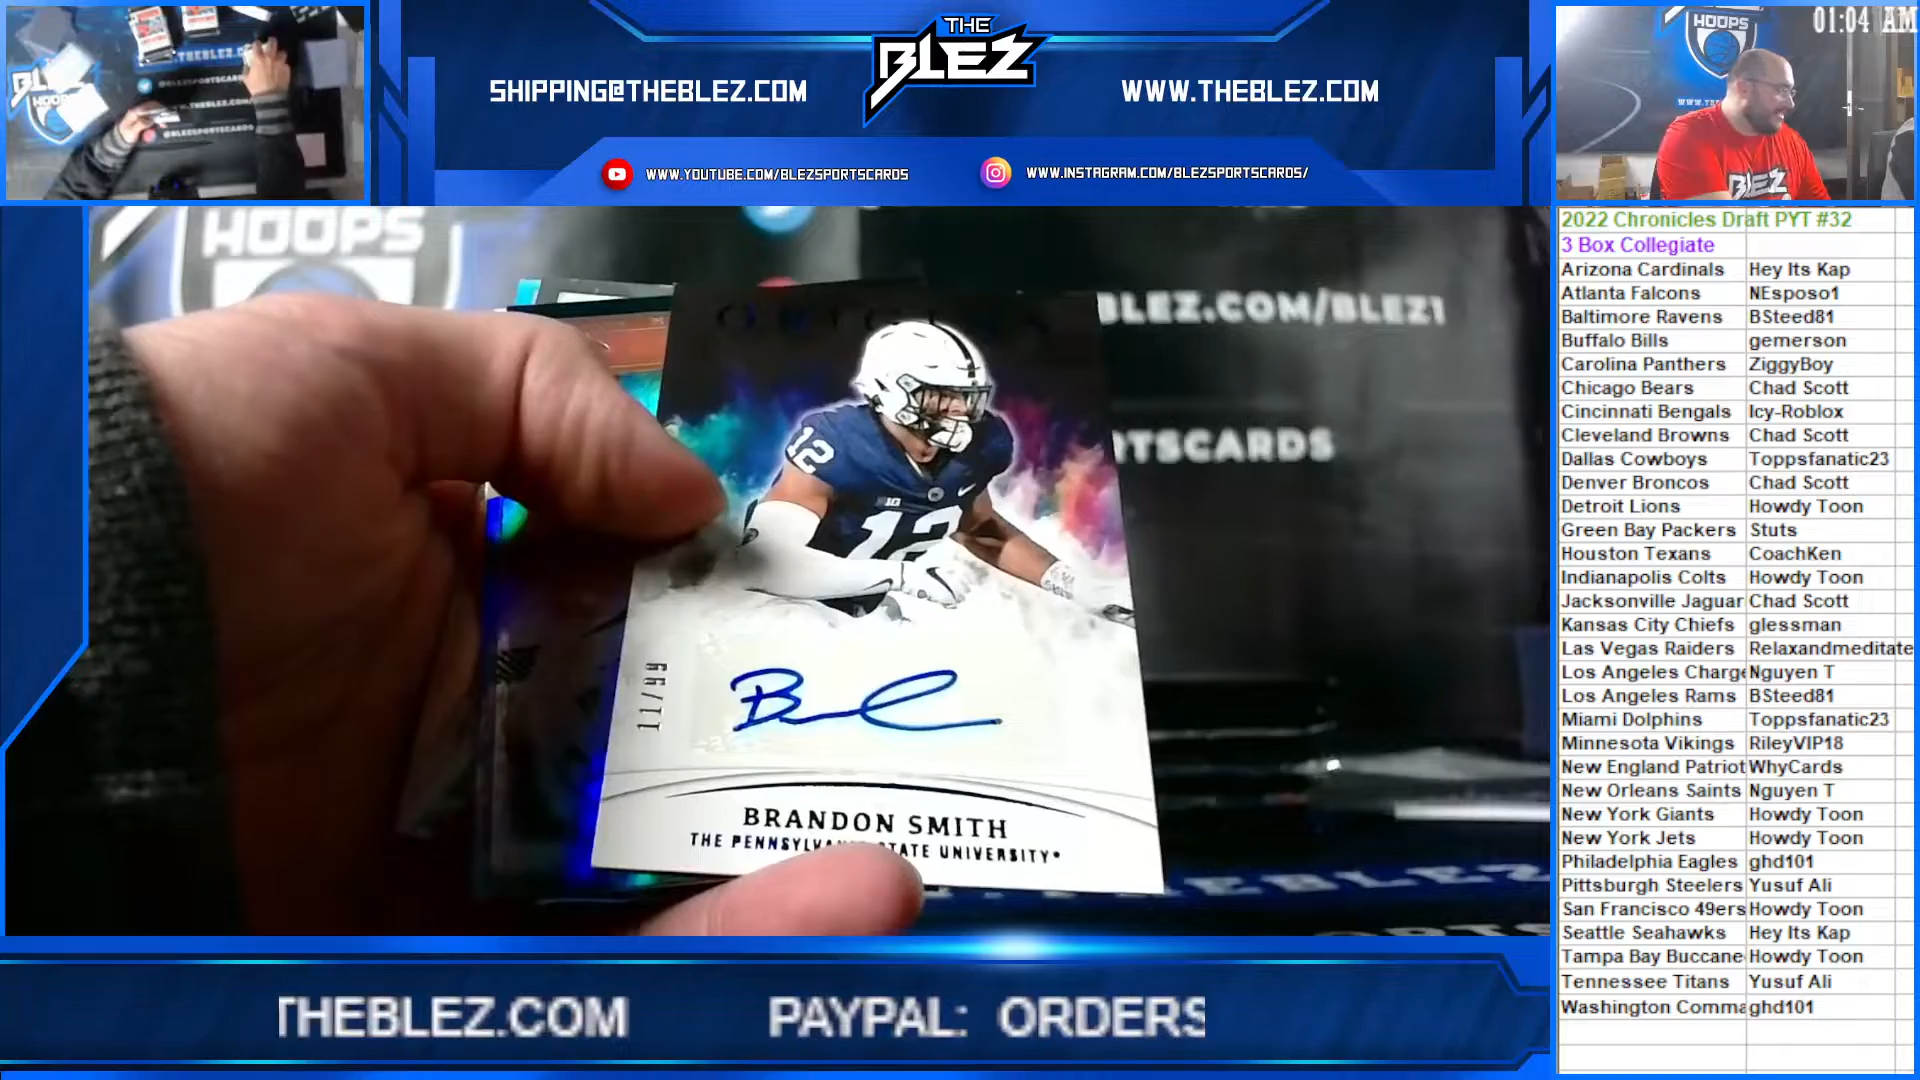 THE
BLEZ
SHIPPING@THEBLEZ.COM
WWW.THEBLEZ.COM
WWW.YOUTUBE.COM/BLEZSPORTSCARDS
WWW.INSTAGRAM.COM/BLEZSPORTSCARDS/
HOOPS
01:04 AM
BLEZ
HOOPS
BLEZ.COM/BLEZ1
RTSCARDS
ORIGINS
12
12
11/99
BRANDON SMITH
THE PENNSYLVANIA STATE UNIVERSITY
2022 Chronicles Draft PYT #32
3 Box Collegiate
Arizona Cardinals Hey Its Kap
Atlanta Falcons NEsposo1
Baltimore Ravens BSteed81
Buffalo Bills gemerson
Carolina Panthers ZiggyBoy
Chicago Bears Chad Scott
Cincinnati Bengals Icy-Roblox
Cleveland Browns Chad Scott
Dallas Cowboys Toppsfanatic23
Denver Broncos Chad Scott
Detroit Lions Howdy Toon
Green Bay Packers Stuts
Houston Texans CoachKen
Indianapolis Colts Howdy Toon
Jacksonville Jaguar Chad Scott
Kansas City Chiefs glessman
Las Vegas Raiders Relaxandmeditate
Los Angeles Charge Nguyen T
Los Angeles Rams BSteed81
Miami Dolphins Toppsfanatic23
Minnesota Vikings RileyVIP18
New England Patriot WhyCards
New Orleans Saints Nguyen T
New York Giants Howdy Toon
New York Jets Howdy Toon
Philadelphia Eagles ghd101
Pittsburgh Steelers Yusuf Ali
San Francisco 49ers Howdy Toon
Seattle Seahawks Hey Its Kap
Tampa Bay Buccane Howdy Toon
Tennessee Titans Yusuf Ali
Washington Comma ghd101
THEBLEZ.COM PAYPAL: ORDERS